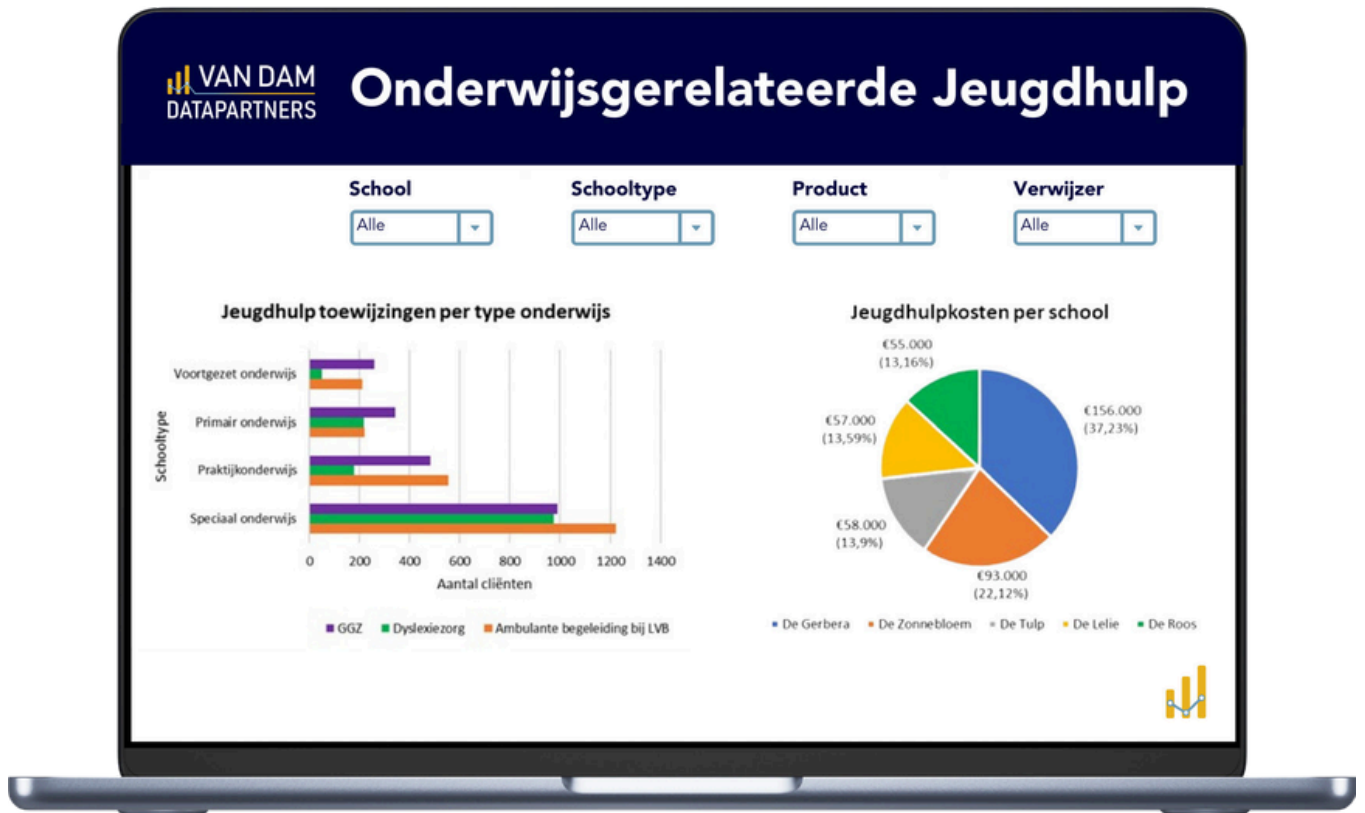 VAN DAM
DATAPARTNERS
Onderwijsgerelateerde Jeugdhulp
School
Schooltype
Product
Verwijzer
Alle
Alle
Alle
Alle
Jeugdhulp toewijzingen per type onderwijs
Schooltype
Voortgezet onderwijs
Primair onderwijs
Praktijkonderwijs
Speciaal onderwijs
0 200 400 600 800 1000 1200 1400
Aantal cliënten
GGZ Dyslexiezorg Ambulante begeleiding bij LVB
Jeugdhulpkosten per school
€55.000
(13,16%)
€156.000
(37,23%)
€57.000
(13,59%)
€58.000
(13,9%)
€93.000
(22,12%)
De Gerbera De Zonnebloem De Tulp De Lelie De Roos